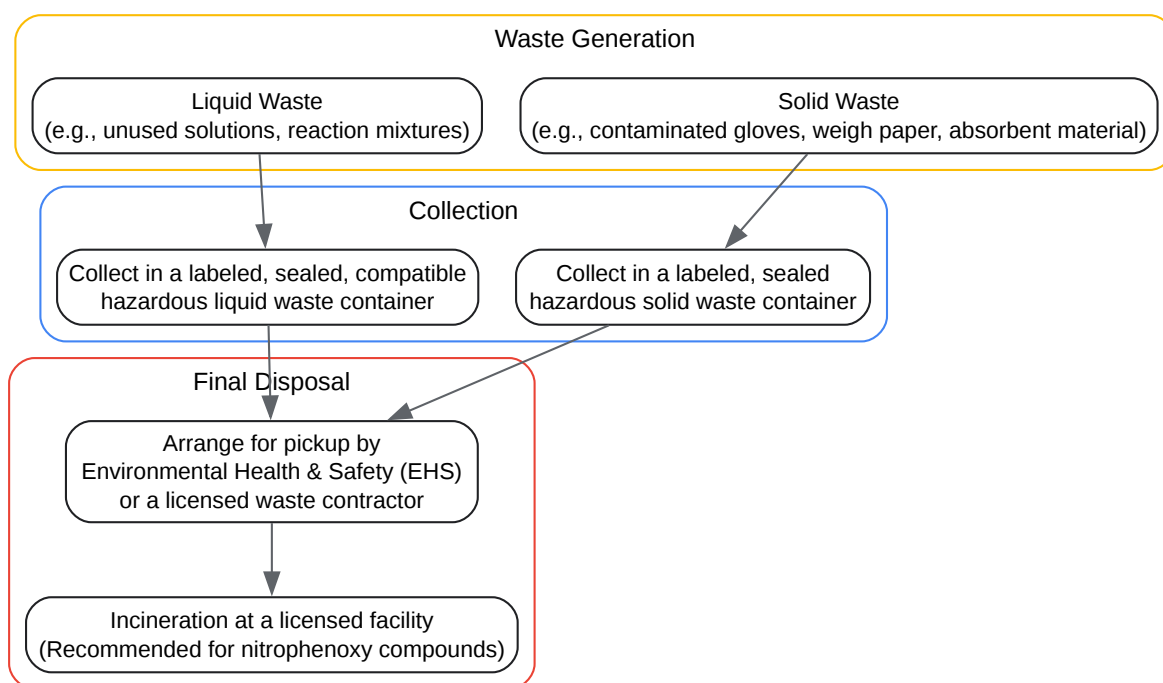 Waste Generation
Liquid Waste
(e.g., unused solutions, reaction mixtures)
Solid Waste
(e.g., contaminated gloves, weigh paper, absorbent material)
Collection
Collect in a labeled, sealed, compatible
hazardous liquid waste container
Collect in a labeled, sealed
hazardous solid waste container
Final Disposal
Arrange for pickup by
Environmental Health & Safety (EHS)
or a licensed waste contractor
Incineration at a licensed facility
(Recommended for nitrophenoxy compounds)